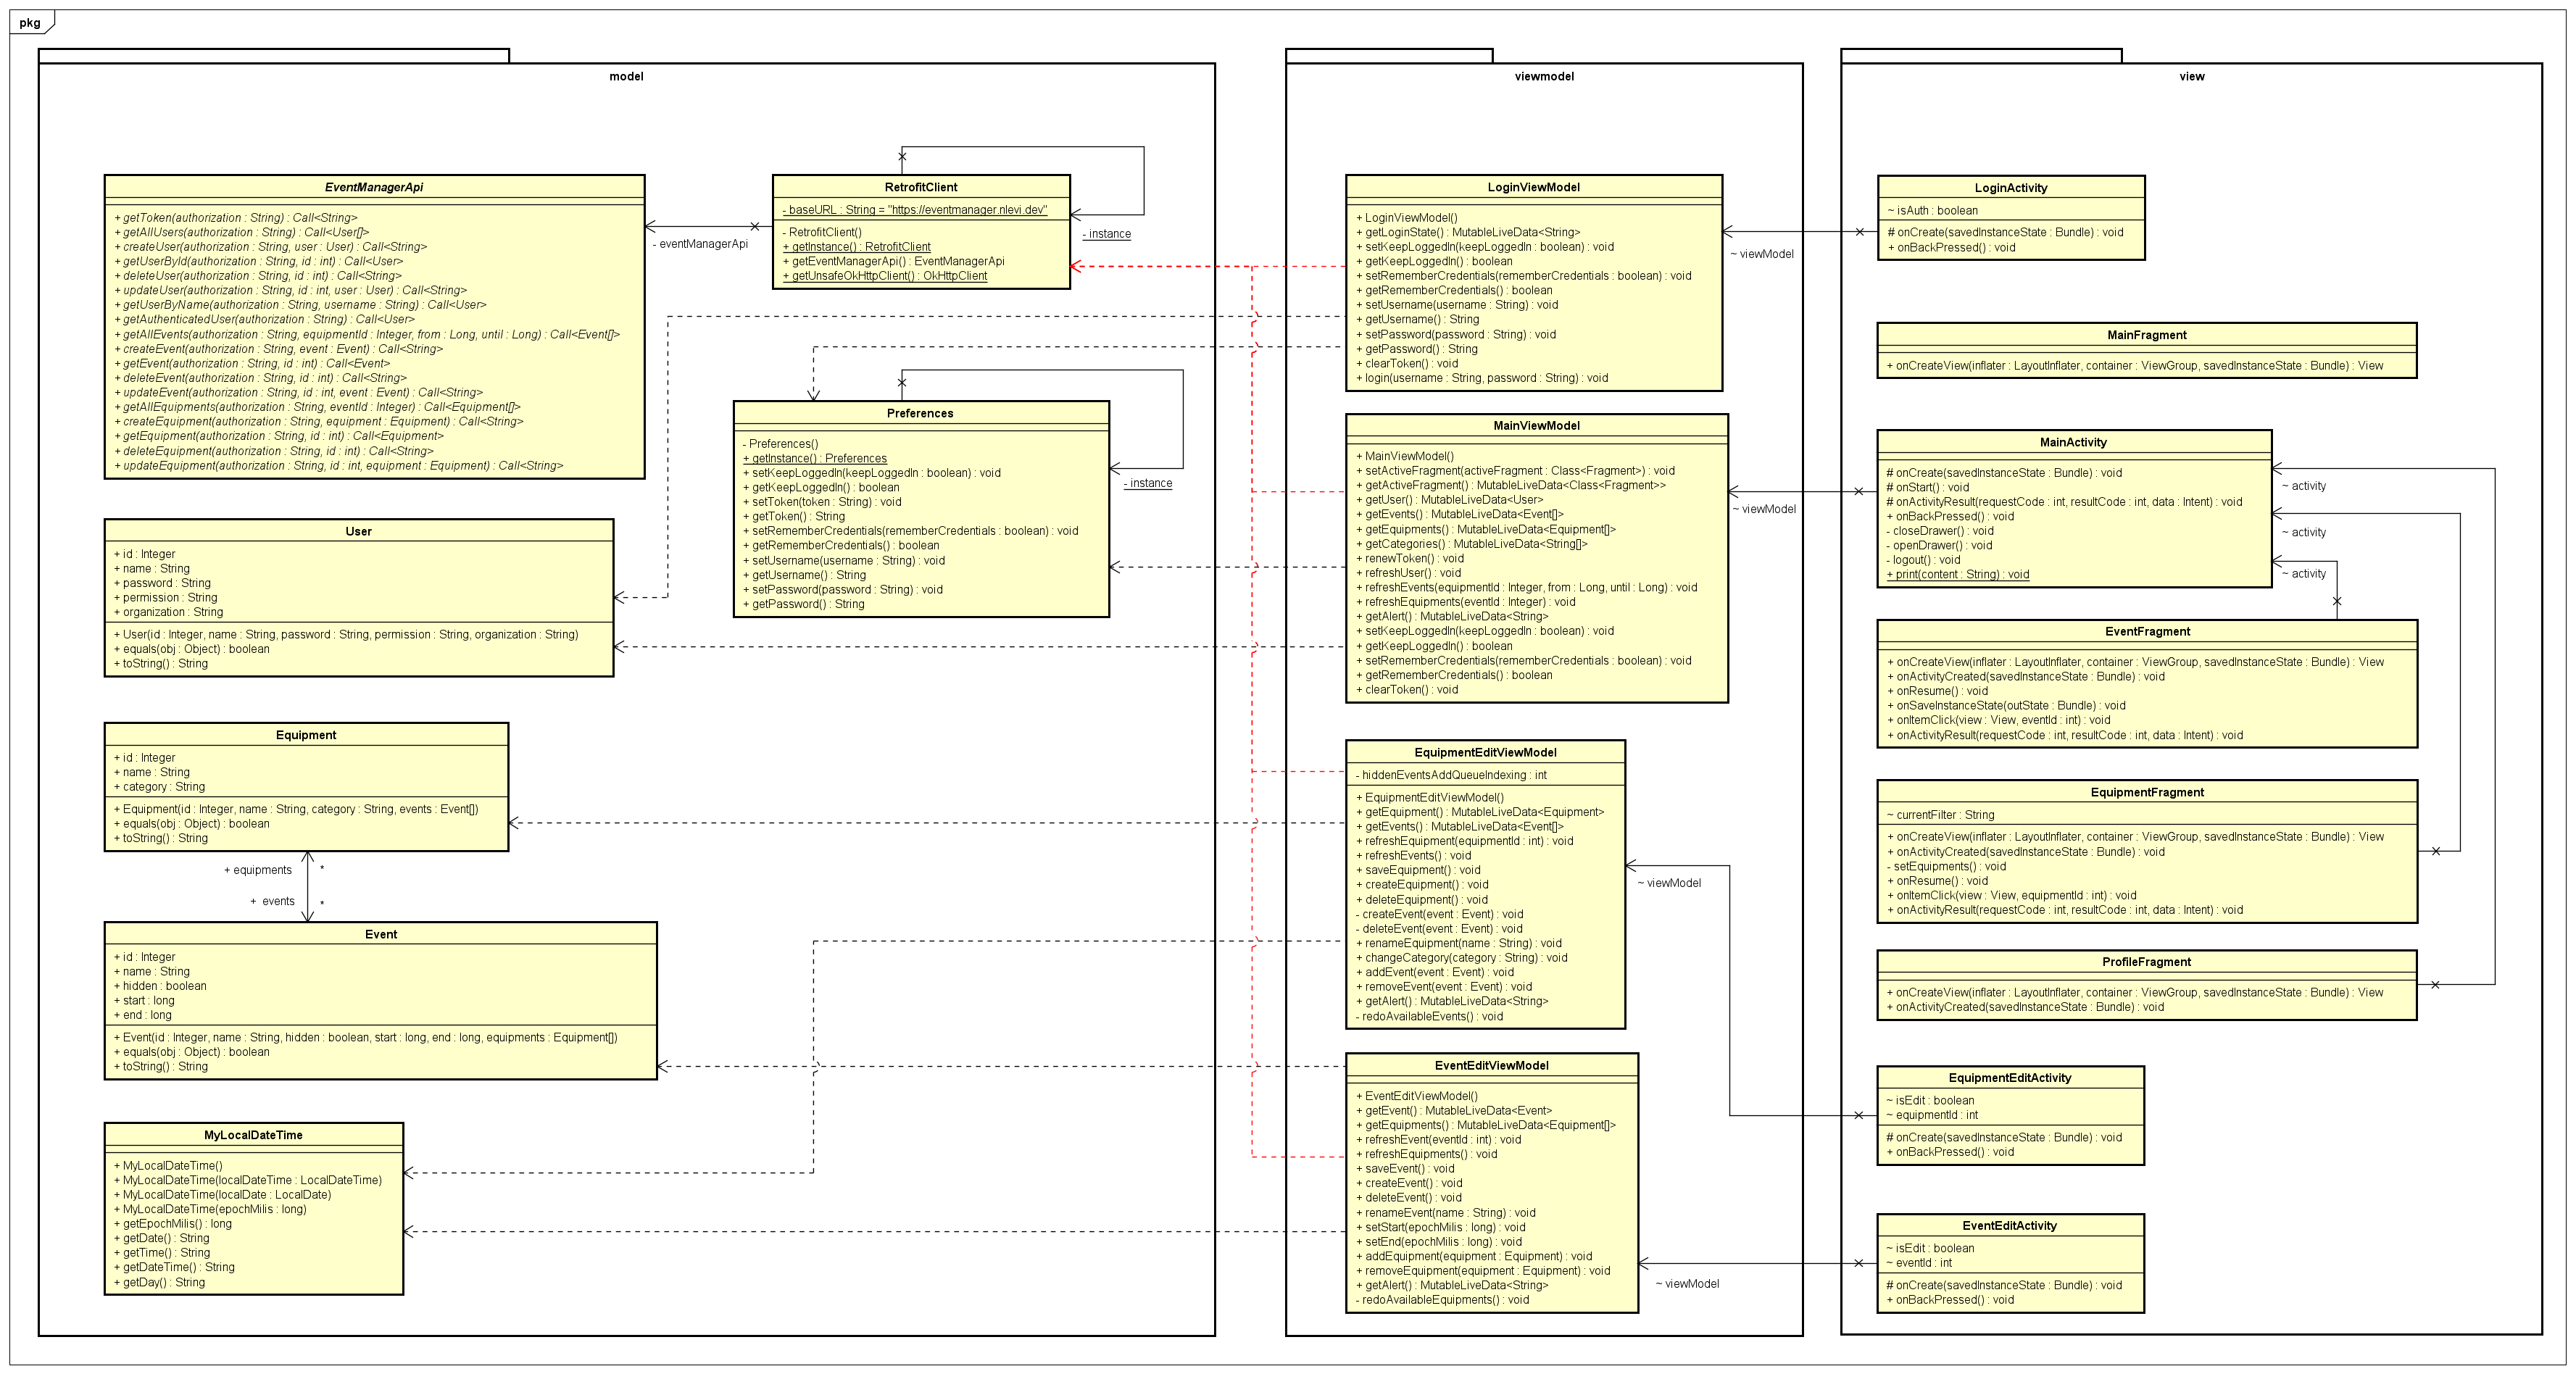 pkg
model
EventManagerApi
+ getToken(authorization : String) : Call<String>
+ getAllUsers(authorization : String) : Call<User[]>
+ createUser(authorization : String, user : User) : Call<String>
+ getUserById(authorization : String, id : int) : Call<User>
+ deleteUser(authorization : String, id : int) : Call<String>
+ updateUser(authorization : String, id : int, user : User) : Call<String>
+ getUserByName(authorization : String, username : String) : Call<User>
+ getAuthenticatedUser(authorization : String) : Call<User>
+ getAllEvents(authorization : String, equipmentId : Integer, from : Long, until : Long) : Call<Event[]>
+ createEvent(authorization : String, event : Event) : Call<String>
+ getEvent(authorization : String, id : int) : Call<Event>
+ deleteEvent(authorization : String, id : int) : Call<String>
+ updateEvent(authorization : String, id : int, event : Event) : Call<String>
+ getAllEquipments(authorization : String, eventId : Integer) : Call<Equipment[]>
+ createEquipment(authorization : String, equipment : Equipment) : Call<String>
+ getEquipment(authorization : String, id : int) : Call<Equipment>
+ deleteEquipment(authorization : String, id : int) : Call<String>
+ updateEquipment(authorization : String, id : int, equipment : Equipment) : Call<String>
- eventManagerApi
RetrofitClient
- baseURL : String = "https://eventmanager.nlevi.dev"
- RetrofitClient()
+ getInstance() : RetrofitClient
+ getEventManagerApi() : EventManagerApi
+ getUnsafeOkHttpClient() : OkHttpClient
- instance
Preferences
- Preferences()
+ getInstance() : Preferences
+ setKeepLoggedIn(keepLoggedIn : boolean) : void
+ getKeepLoggedIn() : boolean
+ setToken(token : String) : void
+ getToken() : String
+ setRememberCredentials(rememberCredentials : boolean) : void
+ getRememberCredentials() : boolean
+ setUsername(username : String) : void
+ getUsername() : String
+ setPassword(password : String) : void
+ getPassword() : String
- instance
User
+ id : Integer
+ name : String
+ password : String
+ permission : String
+ organization : String
+ User(id : Integer, name : String, password : String, permission : String, organization : String)
+ equals(obj : Object) : boolean
+ toString() : String
Equipment
+ id : Integer
+ name : String
+ category : String
+ Equipment(id : Integer, name : String, category : String, events : Event[])
+ equals(obj : Object) : boolean
+ toString() : String
+ equipments *
+ events *
Event
+ id : Integer
+ name : String
+ hidden : boolean
+ start : long
+ end : long
+ Event(id : Integer, name : String, hidden : boolean, start : long, end : long, equipments : Equipment[])
+ equals(obj : Object) : boolean
+ toString() : String
MyLocalDateTime
+ MyLocalDateTime()
+ MyLocalDateTime(localDateTime : LocalDateTime)
+ MyLocalDateTime(localDate : LocalDate)
+ MyLocalDateTime(epochMilis : long)
+ getEpochMilis() : long
+ getDate() : String
+ getTime() : String
+ getDateTime() : String
+ getDay() : String
viewmodel
LoginViewModel
+ LoginViewModel()
+ getLoginState() : MutableLiveData<String>
+ setKeepLoggedIn(keepLoggedIn : boolean) : void
+ getKeepLoggedIn() : boolean
+ setRememberCredentials(rememberCredentials : boolean) : void
+ getRememberCredentials() : boolean
+ setUsername(username : String) : void
+ getUsername() : String
+ setPassword(password : String) : void
+ getPassword() : String
+ clearToken() : void
+ login(username : String, password : String) : void
~ viewModel
MainViewModel
+ MainViewModel()
+ setActiveFragment(activeFragment : Class<Fragment>) : void
+ getActiveFragment() : MutableLiveData<Class<Fragment>>
+ getUser() : MutableLiveData<User>
+ getEvents() : MutableLiveData<Event[]>
+ getEquipments() : MutableLiveData<Equipment[]>
+ getCategories() : MutableLiveData<String[]>
+ renewToken() : void
+ refreshUser() : void
+ refreshEvents(equipmentId : Integer, from : Long, until : Long) : void
+ refreshEquipments(eventId : Integer) : void
+ getAlert() : MutableLiveData<String>
+ setKeepLoggedIn(keepLoggedIn : boolean) : void
+ getKeepLoggedIn() : boolean
+ setRememberCredentials(rememberCredentials : boolean) : void
+ getRememberCredentials() : boolean
+ clearToken() : void
~ viewModel
EquipmentEditViewModel
- hiddenEventsAddQueueIndexing : int
+ EquipmentEditViewModel()
+ getEquipment() : MutableLiveData<Equipment>
+ getEvents() : MutableLiveData<Event[]>
+ refreshEquipment(equipmentId : int) : void
+ refreshEvents() : void
+ saveEquipment() : void
+ createEquipment() : void
+ deleteEquipment() : void
- createEvent(event : Event) : void
- deleteEvent(event : Event) : void
+ renameEquipment(name : String) : void
+ changeCategory(category : String) : void
+ addEvent(event : Event) : void
+ removeEvent(event : Event) : void
+ getAlert() : MutableLiveData<String>
- redoAvailableEvents() : void
~ viewModel
EventEditViewModel
+ EventEditViewModel()
+ getEvent() : MutableLiveData<Event>
+ getEquipments() : MutableLiveData<Equipment[]>
+ refreshEvent(eventId : int) : void
+ refreshEquipments() : void
+ saveEvent() : void
+ createEvent() : void
+ deleteEvent() : void
+ renameEvent(name : String) : void
+ setStart(epochMilis : long) : void
+ setEnd(epochMilis : long) : void
+ addEquipment(equipment : Equipment) : void
+ removeEquipment(equipment : Equipment) : void
+ getAlert() : MutableLiveData<String>
- redoAvailableEquipments() : void
~ viewModel
view
LoginActivity
~ isAuth : boolean
# onCreate(savedInstanceState : Bundle) : void
+ onBackPressed() : void
MainFragment
+ onCreateView(inflater : LayoutInflater, container : ViewGroup, savedInstanceState : Bundle) : View
MainActivity
# onCreate(savedInstanceState : Bundle) : void
# onStart() : void
# onActivityResult(requestCode : int, resultCode : int, data : Intent) : void
+ onBackPressed() : void
- closeDrawer() : void
- openDrawer() : void
- logout() : void
+ print(content : String) : void
~ activity
~ activity
~ activity
EventFragment
+ onCreateView(inflater : LayoutInflater, container : ViewGroup, savedInstanceState : Bundle) : View
+ onActivityCreated(savedInstanceState : Bundle) : void
+ onResume() : void
+ onSaveInstanceState(outState : Bundle) : void
+ onItemClick(view : View, eventId : int) : void
+ onActivityResult(requestCode : int, resultCode : int, data : Intent) : void
EquipmentFragment
~ currentFilter : String
+ onCreateView(inflater : LayoutInflater, container : ViewGroup, savedInstanceState : Bundle) : View
+ onActivityCreated(savedInstanceState : Bundle) : void
- setEquipments() : void
+ onResume() : void
+ onItemClick(view : View, equipmentId : int) : void
+ onActivityResult(requestCode : int, resultCode : int, data : Intent) : void
ProfileFragment
+ onCreateView(inflater : LayoutInflater, container : ViewGroup, savedInstanceState : Bundle) : View
+ onActivityCreated(savedInstanceState : Bundle) : void
EquipmentEditActivity
~ isEdit : boolean
~ equipmentId : int
# onCreate(savedInstanceState : Bundle) : void
+ onBackPressed() : void
EventEditActivity
~ isEdit : boolean
~ eventId : int
# onCreate(savedInstanceState : Bundle) : void
+ onBackPressed() : void